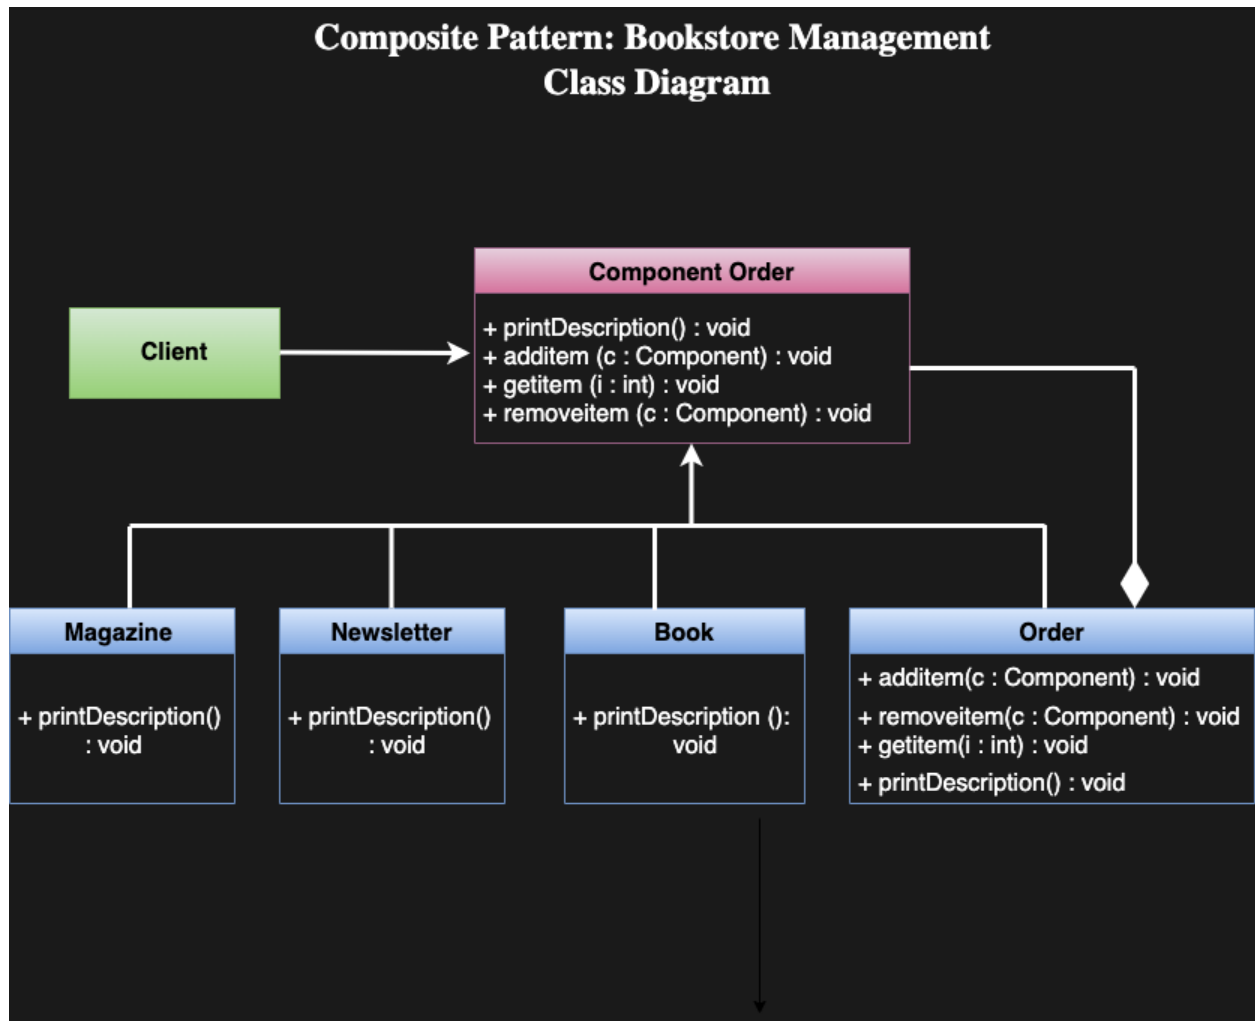 Composite Pattern: Bookstore Management
Class Diagram
Component Order
+ printDescription() : void
+ additem (c : Component) : void
+ getitem (i : int) : void
+ removeitem (c : Component) : void
Client
Magazine
+ printDescription()
: void
Newsletter
+ printDescription()
: void
Book
+ printDescription ():
void
Order
+ additem(c : Component) : void
+ removeitem(c : Component) : void
+ getitem(i : int) : void
+ printDescription() : void